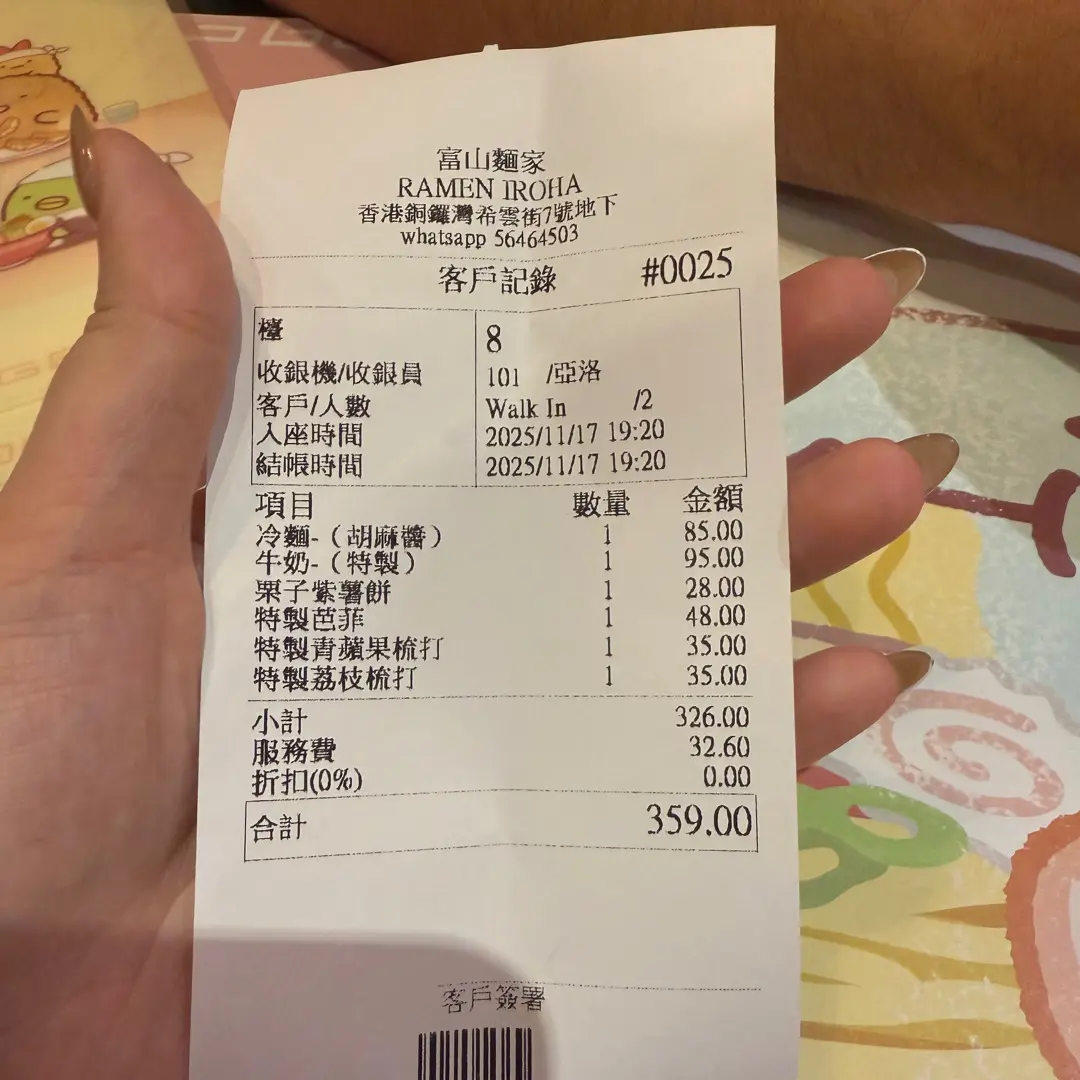 富山麵家
RAMEN IROHA
香港銅鑼灣希雲街7號地下
whatsapp 56464503
客戶記錄 #0025
檯 8
收銀機/收銀員 101 /亞洛
客戶/人數 Walk In /2
入座時間 2025/11/17 19:20
結帳時間 2025/11/17 19:20
項目 數量 金額
冷麵-（胡麻醬） 1 85.00
牛奶-（特製） 1 95.00
栗子紫薯餅 1 28.00
特製芭菲 1 48.00
特製青蘋果梳打 1 35.00
特製荔枝梳打 1 35.00
小計 326.00
服務費 32.60
折扣(0%) 0.00
合計 359.00
客戶簽署